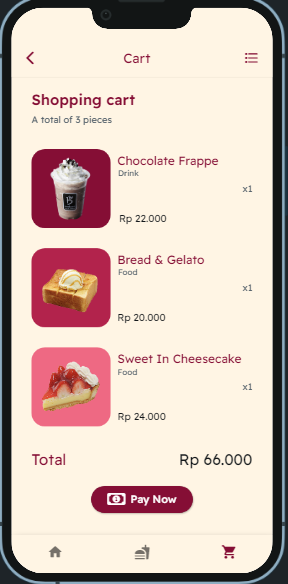 Cart
Shopping cart
A total of 3 pieces
Chocolate Frappe
Drink
x1
Rp 22.000
Bread & Gelato
Food
x1
Rp 20.000
Sweet In Cheesecake
Food
x1
Rp 24.000
Total Rp 66.000
Pay Now